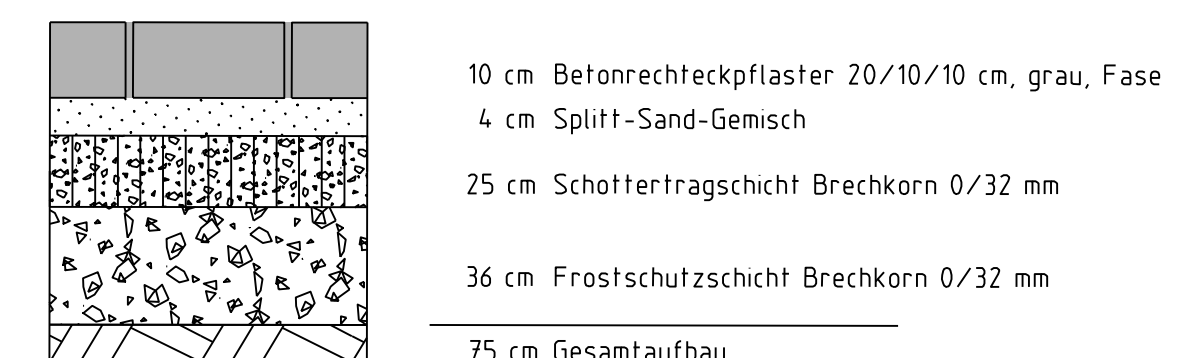 10 cm Betonrechteckpflaster 20/10/10 cm, grau, Fase
4 cm Splitt-Sand-Gemisch
25 cm Schottertragschicht Brechkorn 0/32 mm
36 cm Frostschutzschicht Brechkorn 0/32 mm
75 cm Gesamtaufbau